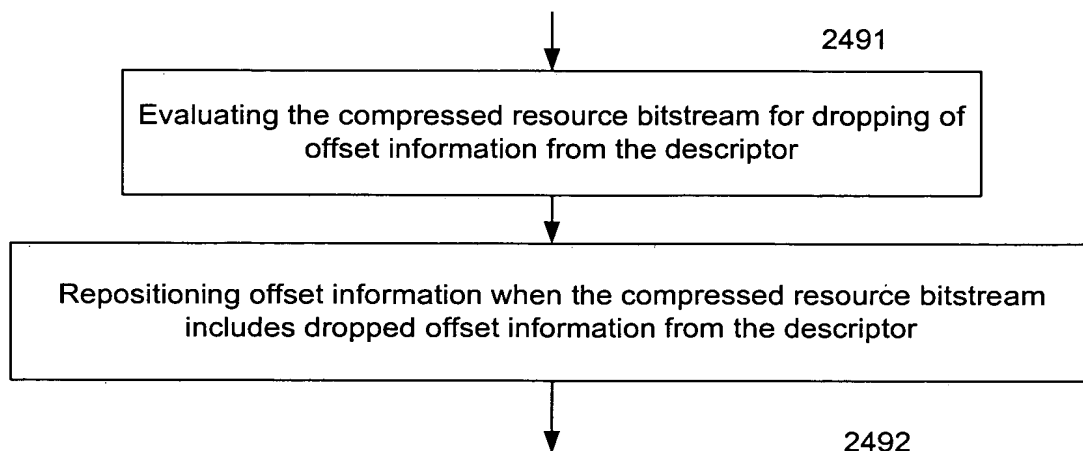 2491
Evaluating the compressed resource bitstream for dropping of
offset information from the descriptor
Repositioning offset information when the compressed resource bitstream
includes dropped offset information from the descriptor
2492